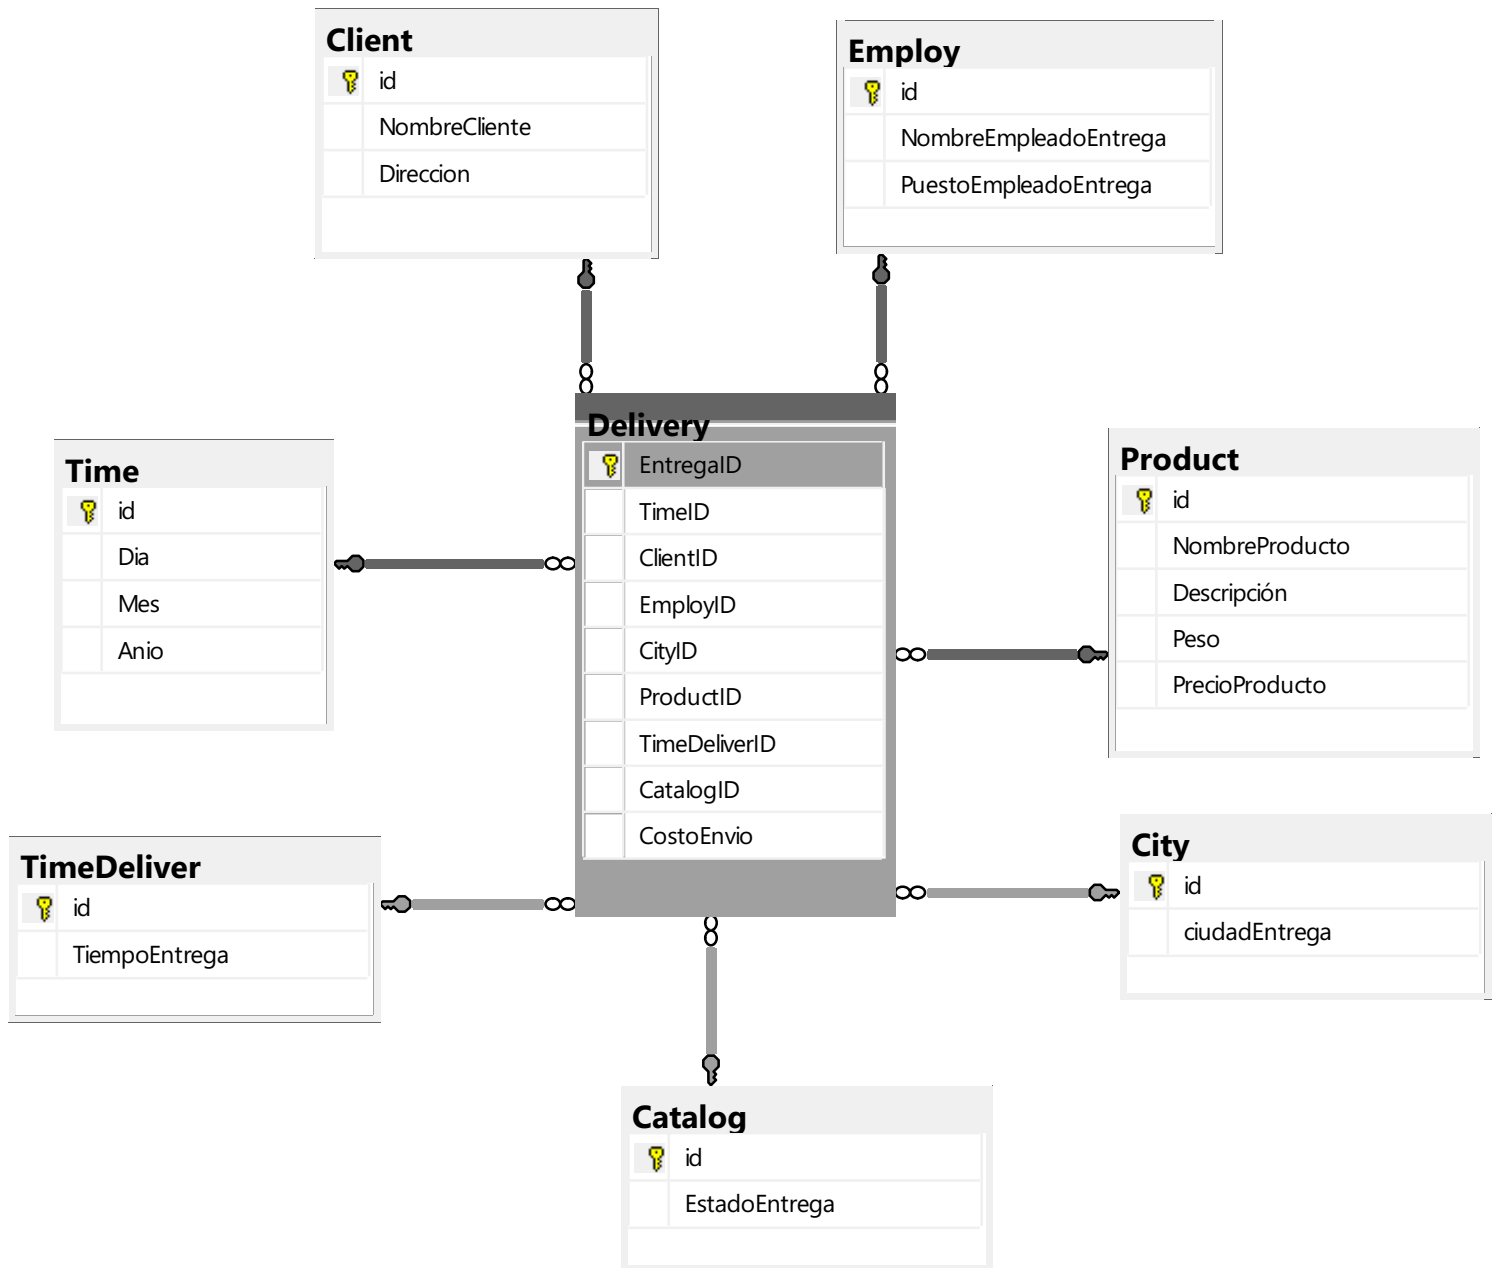 Client
id
NombreCliente
Direccion
Employ
id
NombreEmpleadoEntrega
PuestoEmpleadoEntrega
Time
id
Dia
Mes
Anio
Delivery
EntregaID
TimeID
ClientID
EmployID
CityID
ProductID
TimeDeliverID
CatalogID
CostoEnvio
Product
id
NombreProducto
Descripción
Peso
PrecioProducto
TimeDeliver
id
TiempoEntrega
City
id
ciudadEntrega
Catalog
id
EstadoEntrega